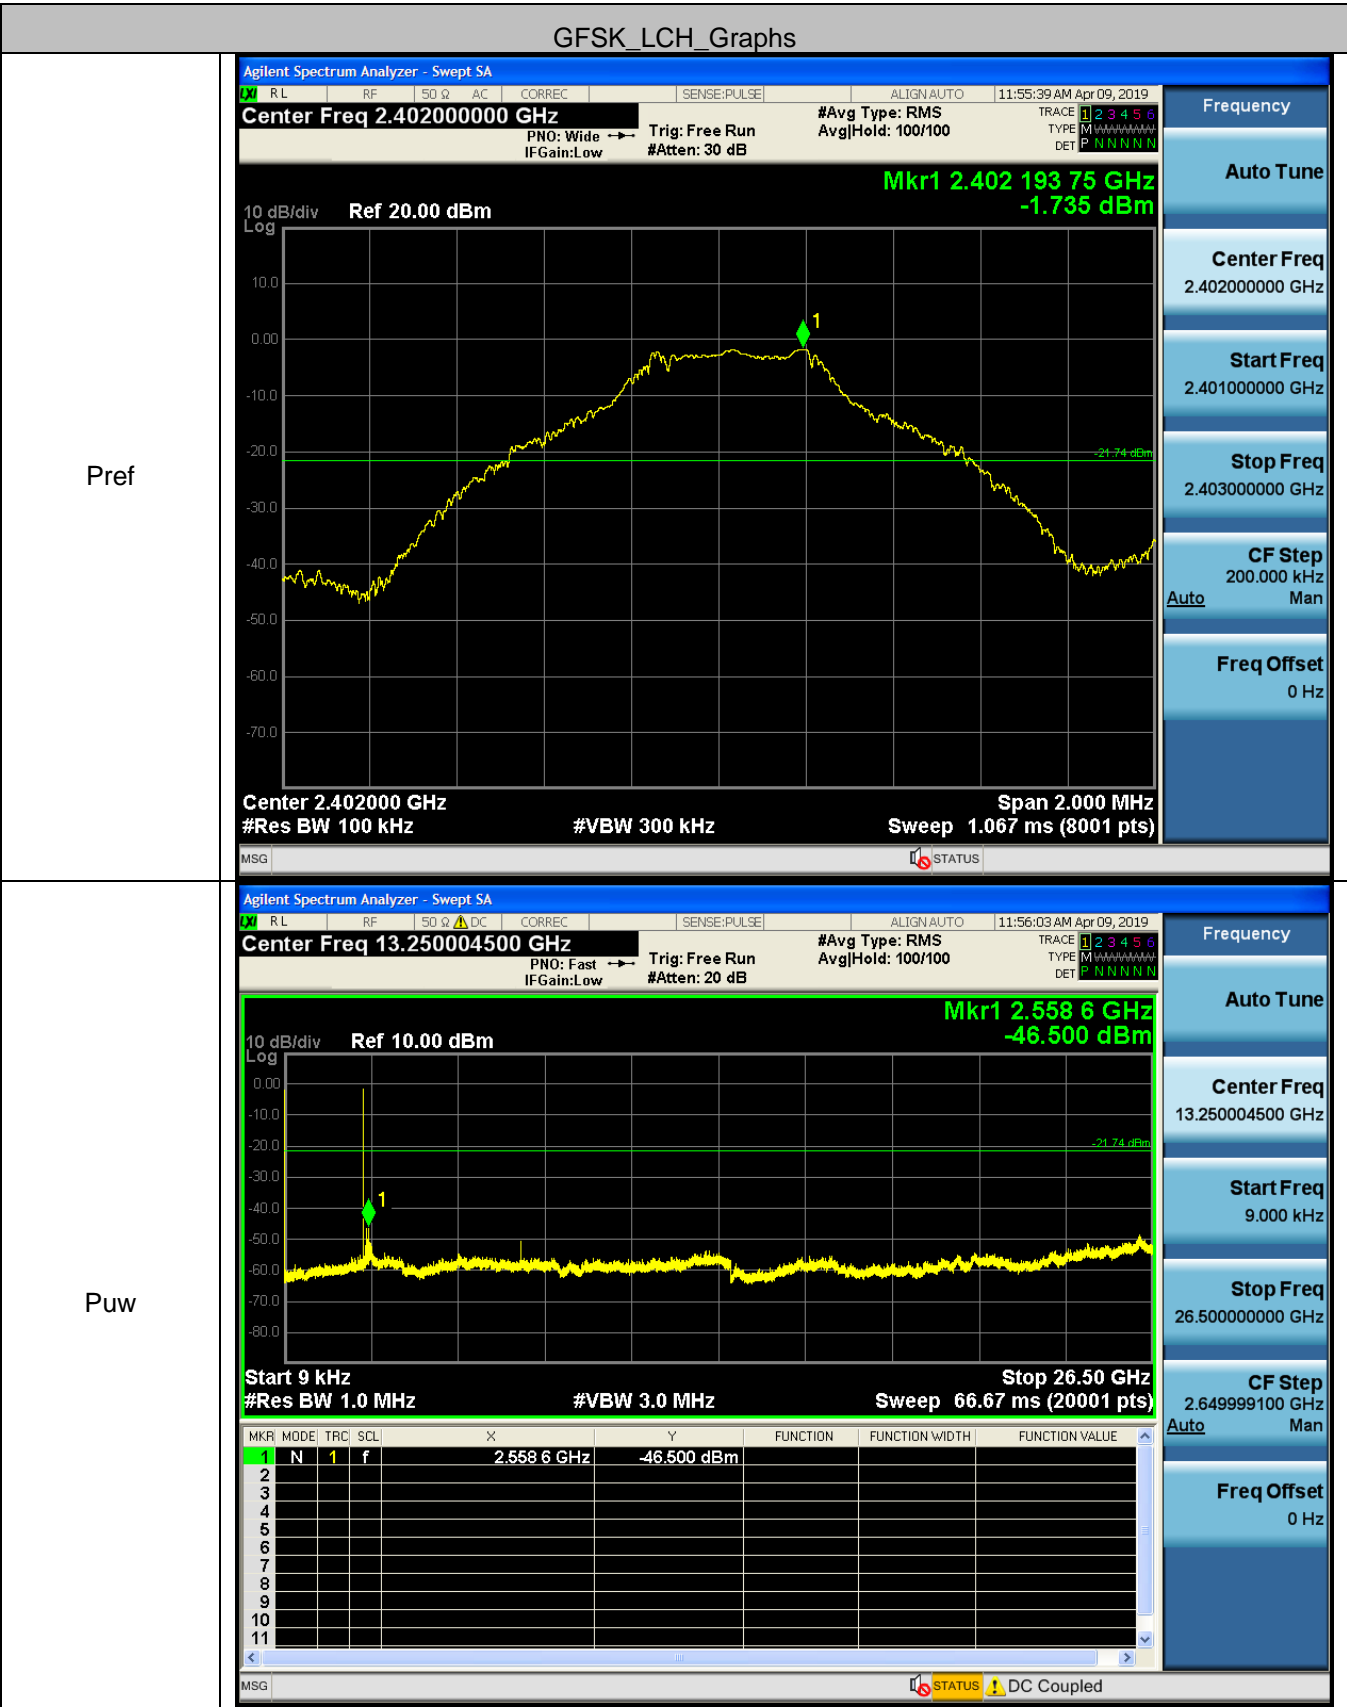 GFSK_LCH_Graphs
Pref
Agilent Spectrum Analyzer - Swept SA
LXI RL RF 50 Ω AC CORREC SENSE:PULSE ALIGN AUTO 11:55:39 AM Apr 09, 2019
Center Freq 2.402000000 GHz
PNO: Wide
IFGain:Low
Trig: Free Run
#Atten: 30 dB
#Avg Type: RMS
Avg|Hold: 100/100
TRACE 1 2 3 4 5 6
TYPE M WWWWW
DET P N N N N N
Mkr1 2.402 193 75 GHz
-1.735 dBm
10 dB/div Ref 20.00 dBm
Log
10.0
0.00
-10.0
-20.0
-30.0
-40.0
-50.0
-60.0
-70.0
1
-21.74 dBm
Center 2.402000 GHz Span 2.000 MHz
#Res BW 100 kHz #VBW 300 kHz Sweep 1.067 ms (8001 pts)
MSG STATUS
Frequency
Auto Tune
Center Freq
2.402000000 GHz
Start Freq
2.401000000 GHz
Stop Freq
2.403000000 GHz
CF Step
200.000 kHz
Auto Man
Freq Offset
0 Hz
Puw
Agilent Spectrum Analyzer - Swept SA
LXI RL RF 50 Ω DC CORREC SENSE:PULSE ALIGN AUTO 11:56:03 AM Apr 09, 2019
Center Freq 13.250004500 GHz
PNO: Fast
IFGain:Low
Trig: Free Run
#Atten: 20 dB
#Avg Type: RMS
Avg|Hold: 100/100
TRACE 1 2 3 4 5 6
TYPE M WWWWW
DET P N N N N N
Mkr1 2.558 6 GHz
-46.500 dBm
10 dB/div Ref 10.00 dBm
Log
0.00
-10.0
-20.0
-30.0
-40.0
-50.0
-60.0
-70.0
-80.0
1
-21.74 dBm
Start 9 kHz Stop 26.50 GHz
#Res BW 1.0 MHz #VBW 3.0 MHz Sweep 66.67 ms (20001 pts)
MKR MODE TRC SCL X Y FUNCTION FUNCTION WIDTH FUNCTION VALUE
1 N 1 f 2.558 6 GHz -46.500 dBm
2
3
4
5
6
7
8
9
10
11
MSG STATUS DC Coupled
Frequency
Auto Tune
Center Freq
13.250004500 GHz
Start Freq
9.000 kHz
Stop Freq
26.500000000 GHz
CF Step
2.649999100 GHz
Auto Man
Freq Offset
0 Hz